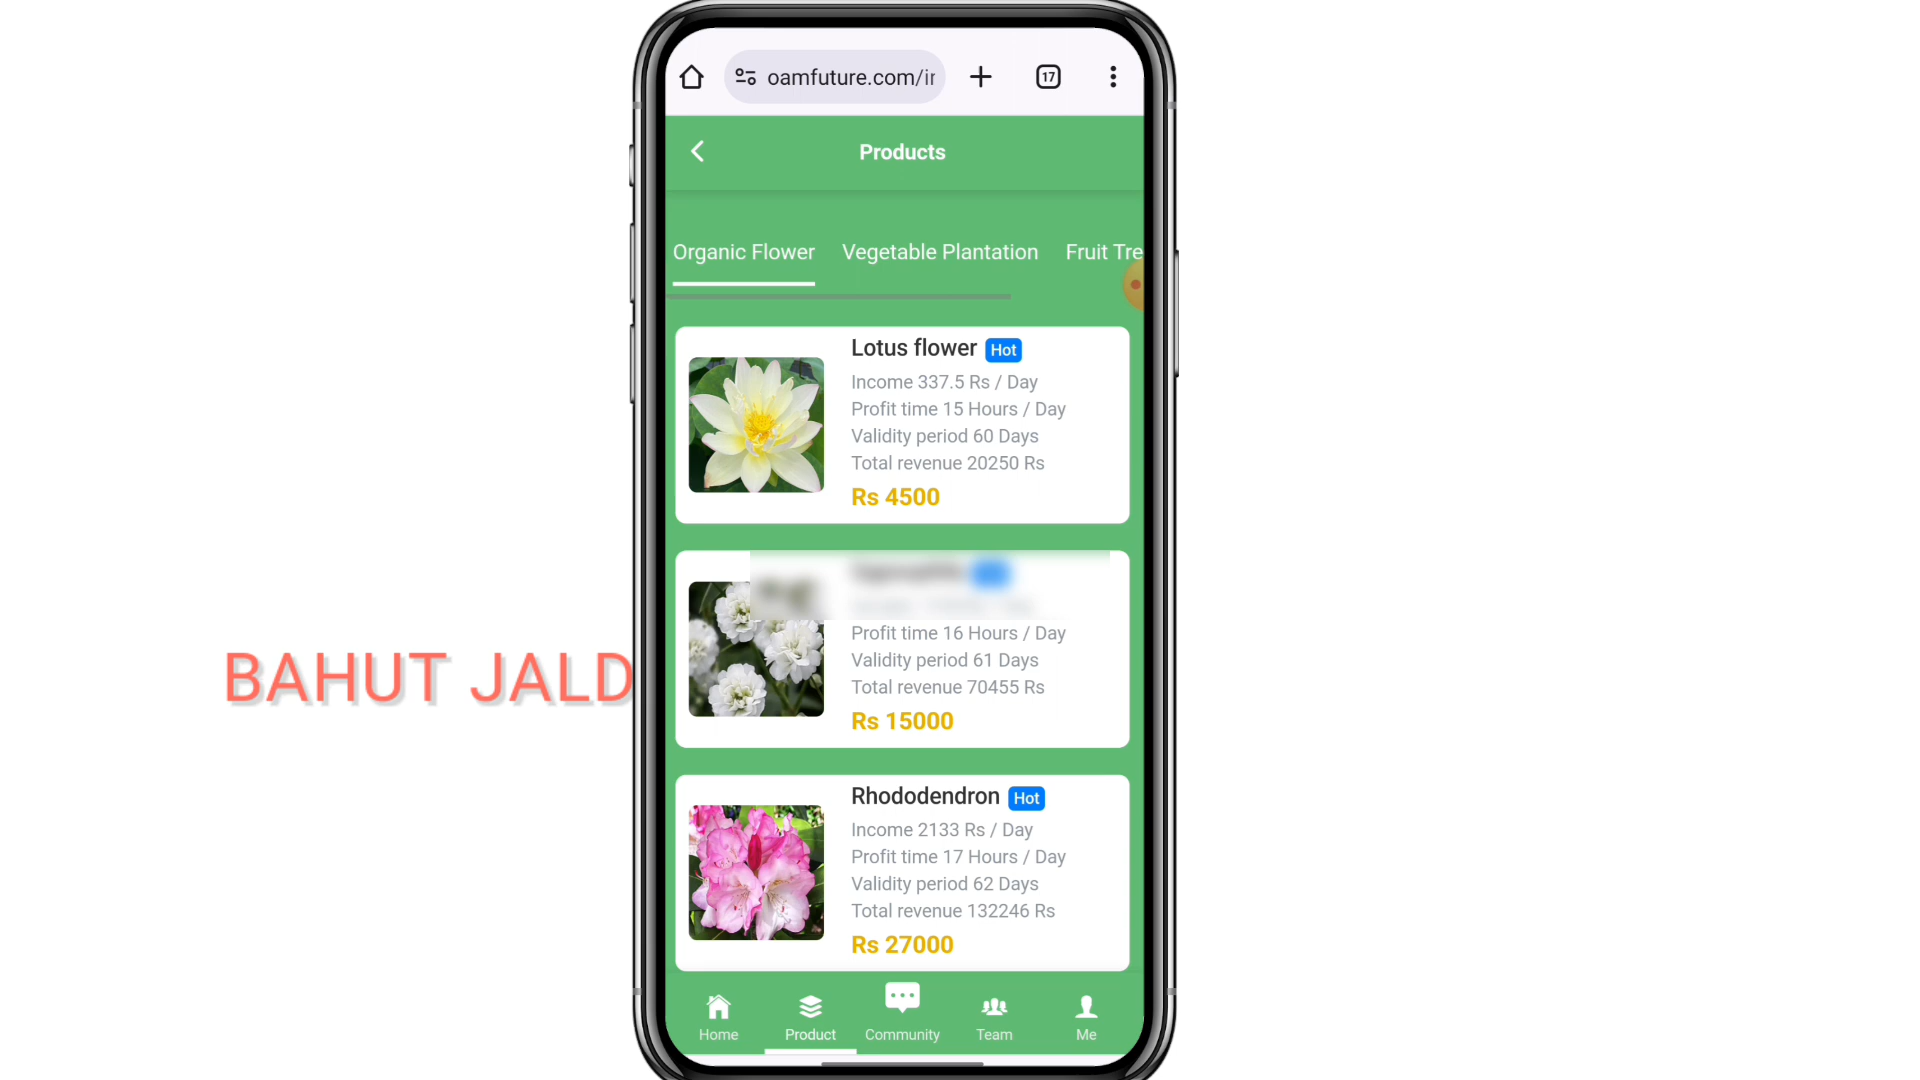 oamfuture.com/ir
17
Products
Organic Flower
Vegetable Plantation
Fruit Tre
Lotus flower Hot
Income 337.5 Rs / Day
Profit time 15 Hours / Day
Validity period 60 Days
Total revenue 20250 Rs
Rs 4500
Profit time 16 Hours / Day
Validity period 61 Days
Total revenue 70455 Rs
Rs 15000
BAHUT JALD
Rhododendron Hot
Income 2133 Rs / Day
Profit time 17 Hours / Day
Validity period 62 Days
Total revenue 132246 Rs
Rs 27000
Home
Product
Community
Team
Me